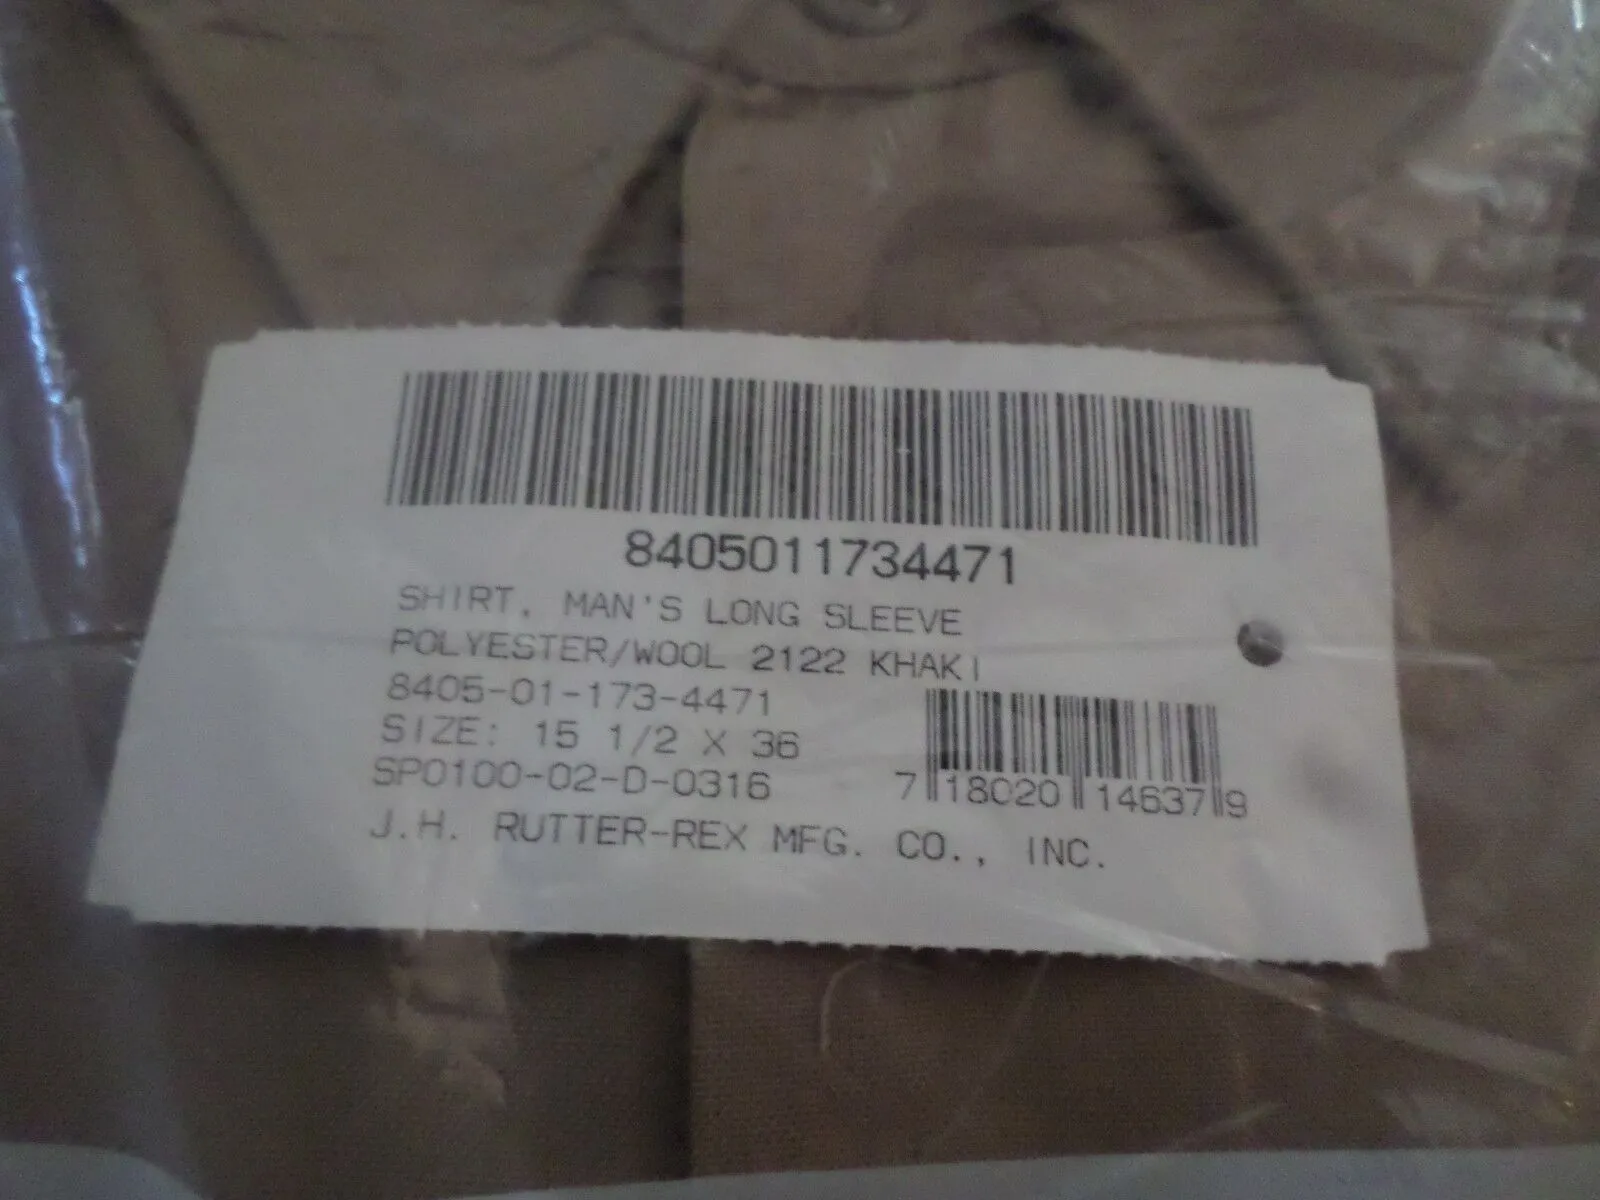 8405011734471
SHIRT, MAN'S LONG SLEEVE
POLYESTER/WOOL 2122 KHAKI
8405-01-173-4471
SIZE: 15 1/2 X 36
SP0100-02-D-0316
7 18020 14637 9
J.H. RUTTER-REX MFG. CO., INC.